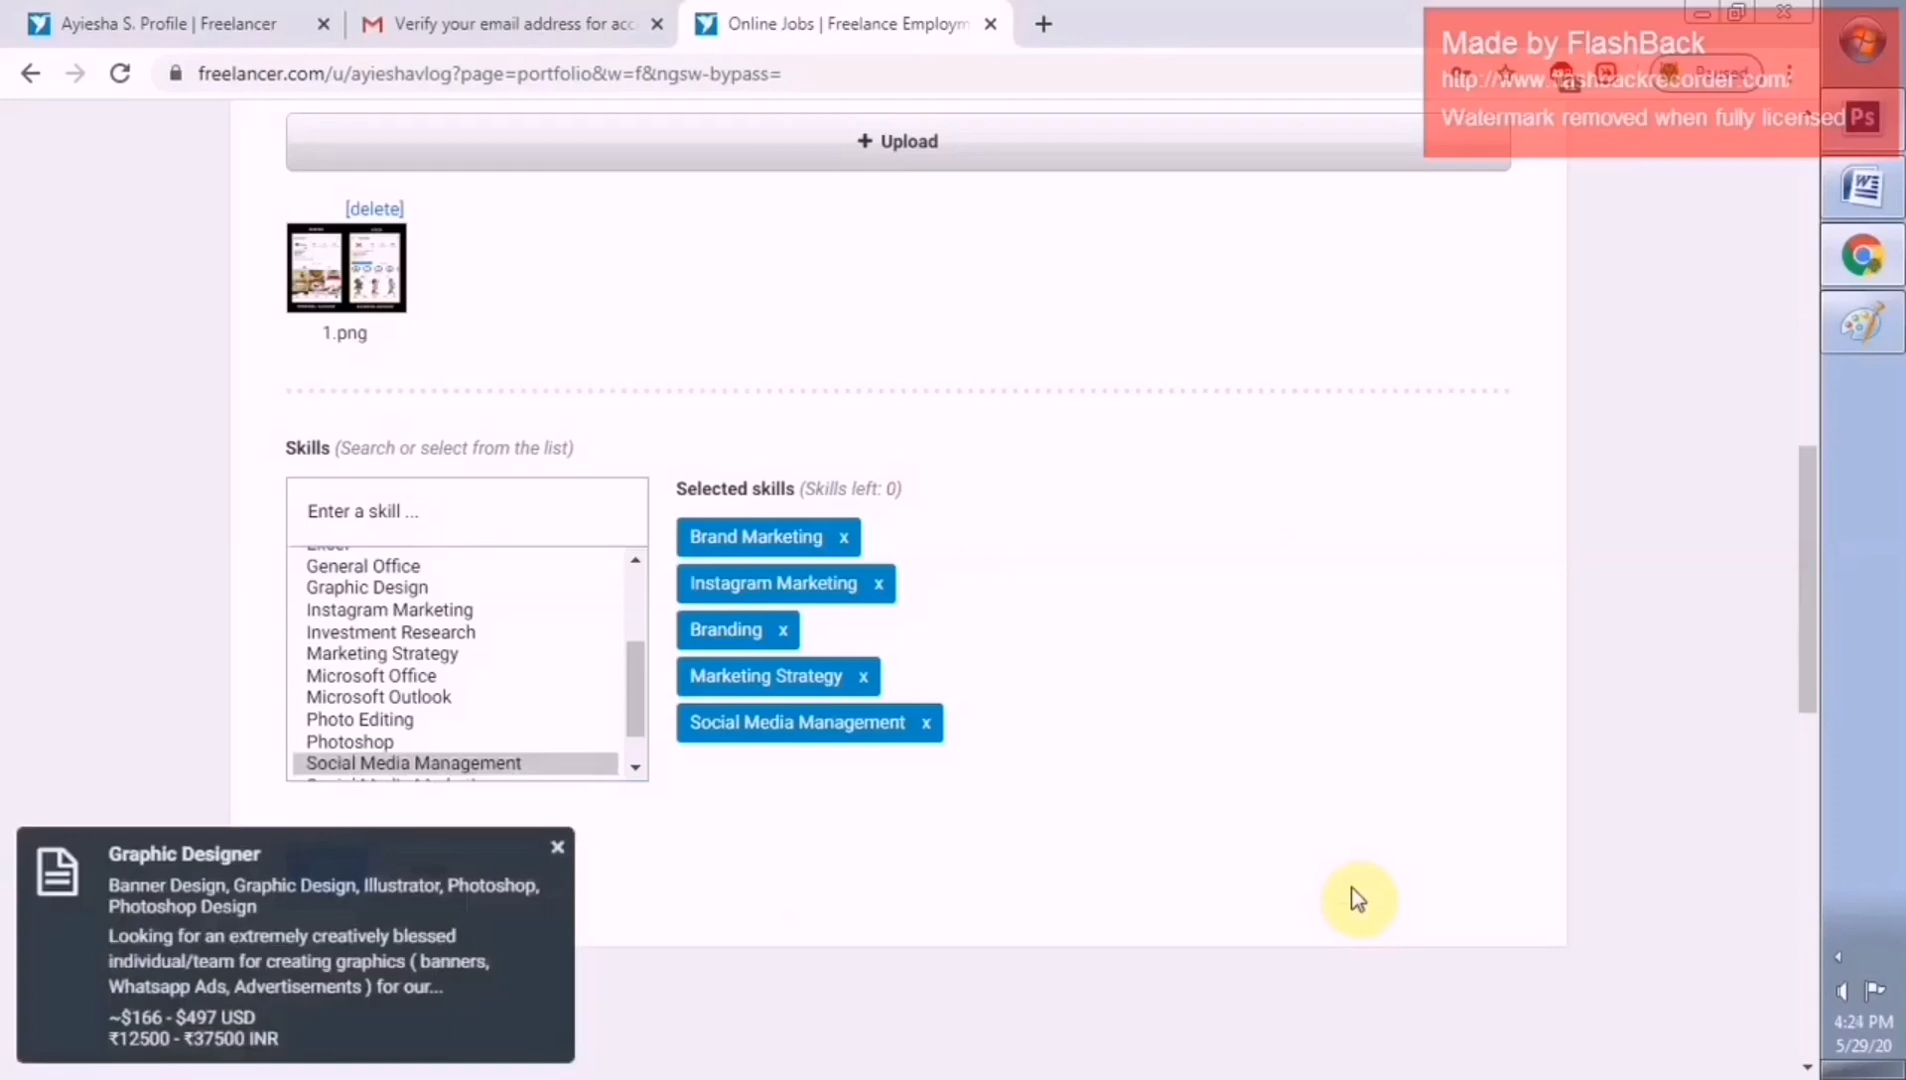 Ayiesha S. Profile | Freelancer
Verify your email address for acc
Online Jobs | Freelance Employm
freelancer.com/u/ayieshavlog?page=portfolio&w=f&ngsw-bypass=
Paused
Made by FlashBack
http://www.flashbackrecorder.com/
Watermark removed when fully licensed
Ps
+ Upload
[delete]
1.png
Skills (Search or select from the list)
Enter a skill ...
Excel
General Office
Graphic Design
Instagram Marketing
Investment Research
Marketing Strategy
Microsoft Office
Microsoft Outlook
Photo Editing
Photoshop
Social Media Management
Selected skills (Skills left: 0)
Brand Marketing x
Instagram Marketing x
Branding x
Marketing Strategy x
Social Media Management x
Graphic Designer
Banner Design, Graphic Design, Illustrator, Photoshop,
Photoshop Design
Looking for an extremely creatively blessed
individual/team for creating graphics ( banners,
Whatsapp Ads, Advertisements ) for our...
~$166 - $497 USD
₹12500 - ₹37500 INR
4:24 PM
5/29/20